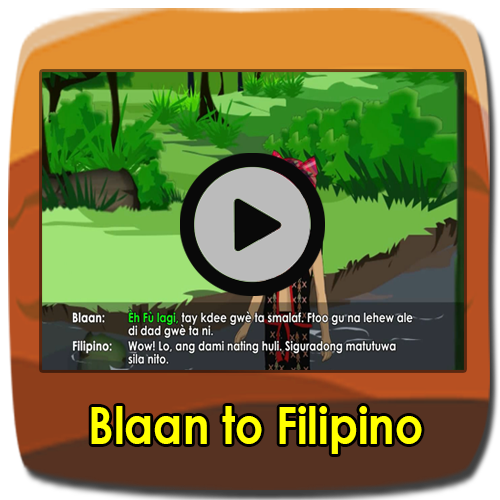 Blaan: Èh Fù lagi, tay kdee gwè ta smalaf. Ftoo gu na lehew ale
di dad gwè ta ni.
Filipino: Wow! Lo, ang dami nating huli. Siguradong matutuwa
sila nito.
Blaan to Filipino